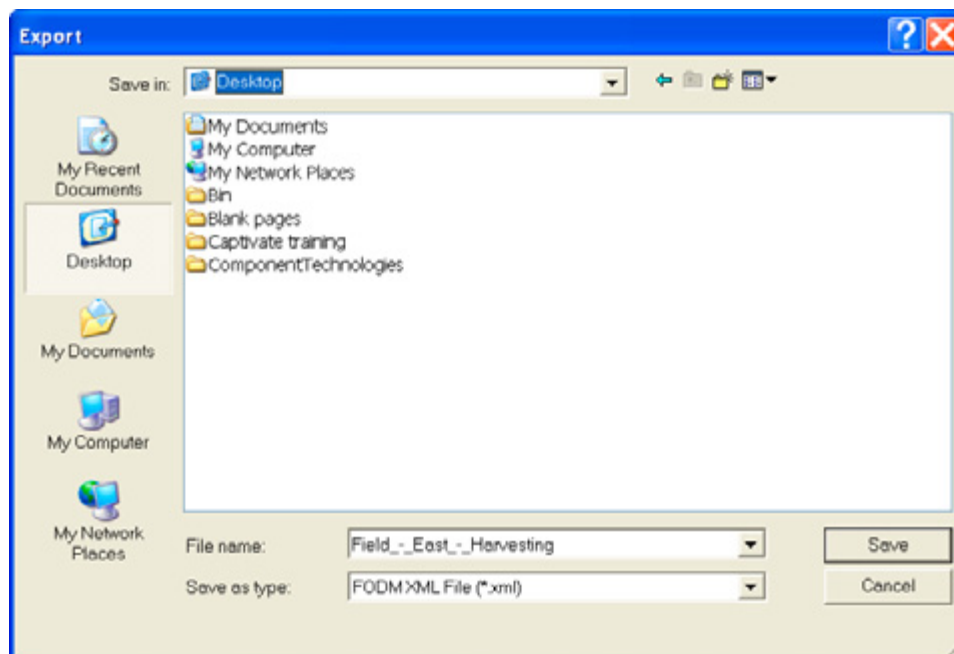 Export
Save in: Desktop
My Recent
Documents
Desktop
My Documents
My Computer
My Network
Places
My Documents
My Computer
My Network Places
Bin
Blank pages
Captivate training
ComponentTechnologies
File name: Field_-_East_-_Harvesting Save
Save as type: FODM XML File (*.xml) Cancel